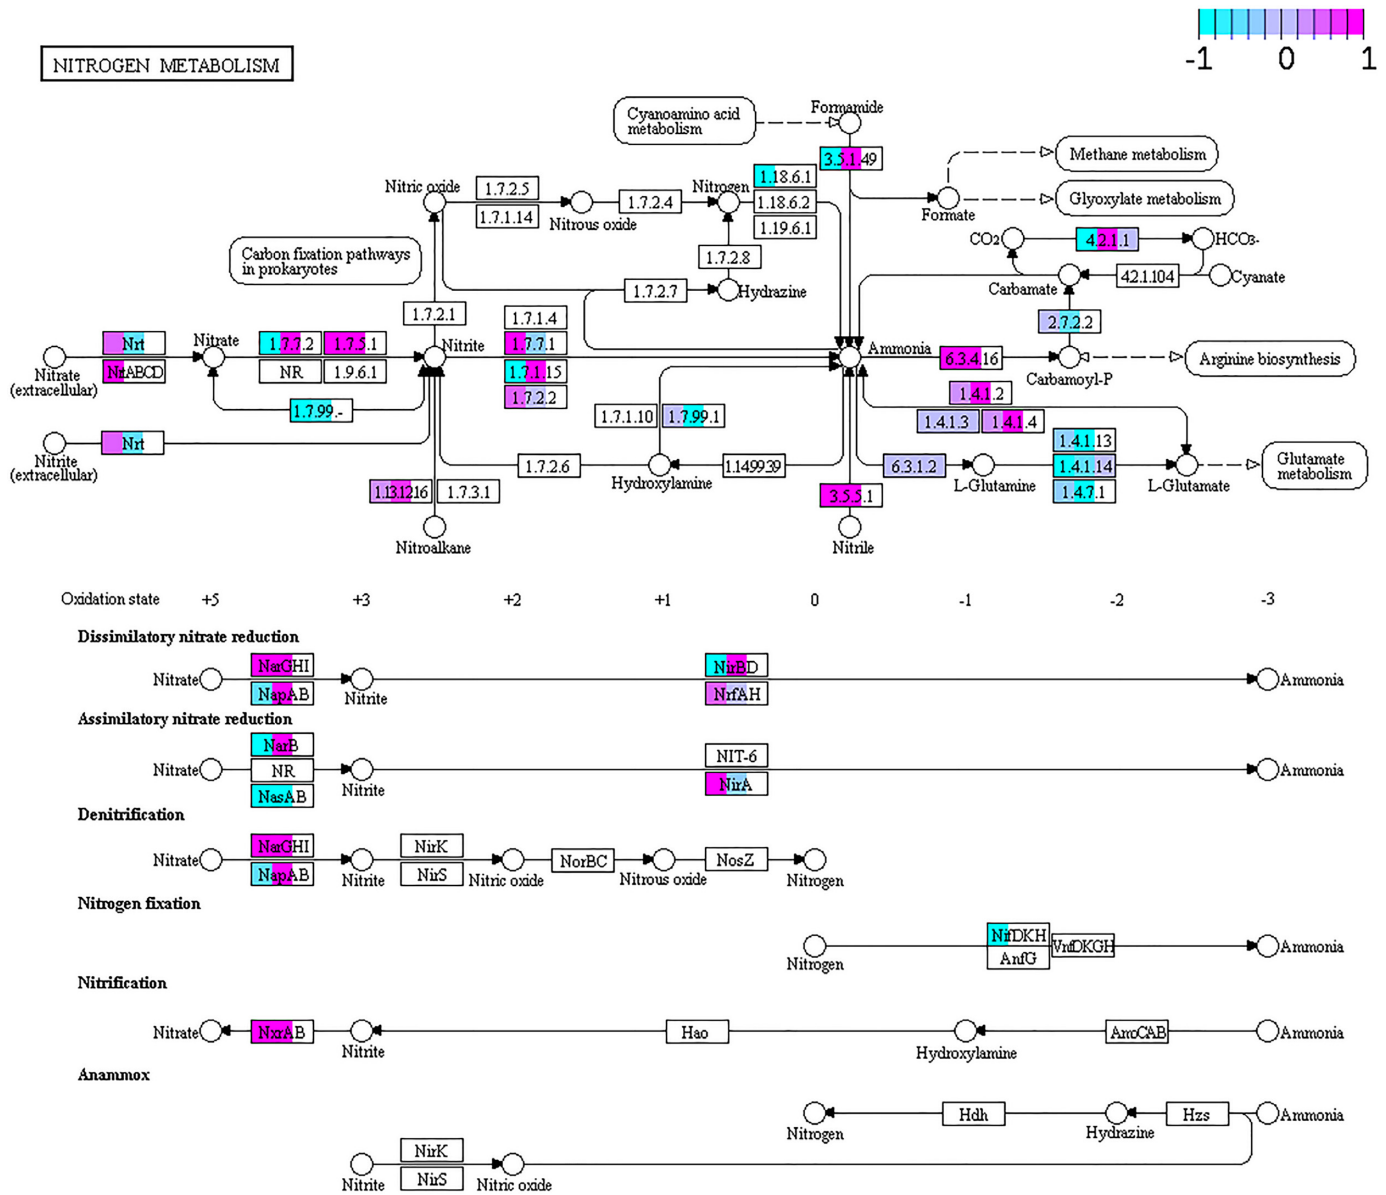 -1 0 1
NITROGEN METABOLISM
Cyanoamino acid
metabolism
Formamide
3.5.1.49
Methane metabolism
Glyoxylate metabolism
Formate
Nitric oxide
1.7.2.5
1.7.1.14
Nitrous oxide
1.7.2.4
Nitrogen
1.18.6.1
1.18.6.2
1.19.6.1
CO2
4.2.1.1
HCO3-
Carbon fixation pathways
in prokaryotes
1.7.2.8
1.7.2.7
Hydrazine
Carbamate
4.2.1.104
Cyanate
1.7.2.1
2.7.2.2
Nrt
NrtABCD
Nitrate
(extracellular)
Nitrate
1.7.7.2
1.7.5.1
NR
1.9.6.1
1.7.99.-
Nitrite
1.7.1.4
1.7.7.1
1.7.1.15
1.7.2.2
Ammonia
6.3.4.16
Carbamoyl-P
Arginine biosynthesis
1.4.1.2
1.4.1.3
1.4.1.4
1.7.1.10
1.7.99.1
Nrt
Nitrite
(extracellular)
1.7.2.6
Hydroxylamine
1.14.99.39
6.3.1.2
L-Glutamine
1.4.1.13
1.4.1.14
1.4.7.1
L-Glutamate
Glutamate
metabolism
1.13.12.16
1.7.3.1
3.5.5.1
Nitroalkane
Nitrile
Oxidation state +5 +3 +2 +1 0 -1 -2 -3
Dissimilatory nitrate reduction
NarGHI
NirBD
Nitrate
Ammonia
NapAB
Nitrite
NrfAH
Assimilatory nitrate reduction
NarB
NIT-6
Nitrate
NR
Ammonia
Nitrite
NasAB
NirA
Denitrification
NarGHI
NirK
Nitrate
NorBC
NosZ
NapAB
Nitrite
NirS
Nitric oxide
Nitrous oxide
Nitrogen
Nitrogen fixation
NifDKH
VnfDKGH
Ammonia
AnfG
Nitrogen
Nitrification
Nitrate
NxrAB
Hao
AmoCAB
Ammonia
Nitrite
Hydroxylamine
Anammox
Hdh
Hzs
Ammonia
Nitrogen
Hydrazine
NirK
NirS
Nitrite
Nitric oxide